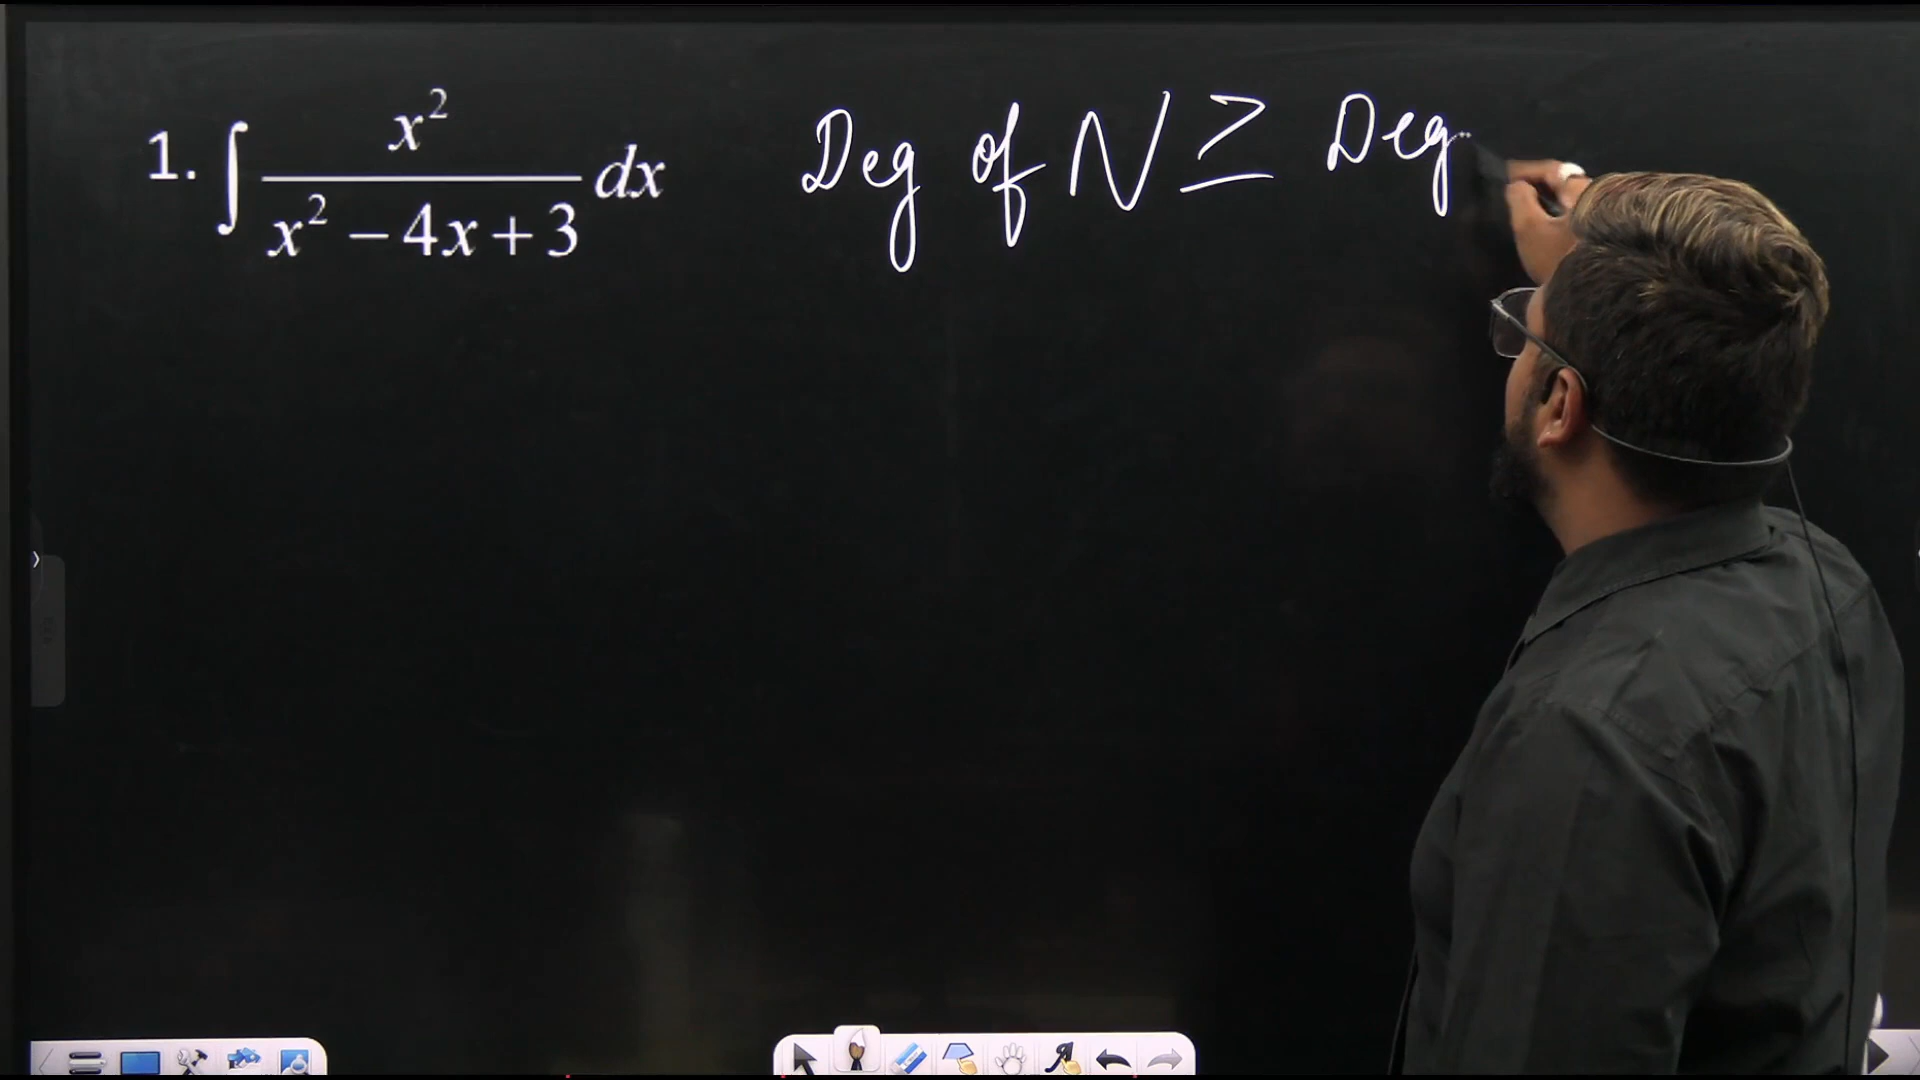 1. ∫ x² / (x² − 4x + 3) dx
Deg of N ≥ Deg